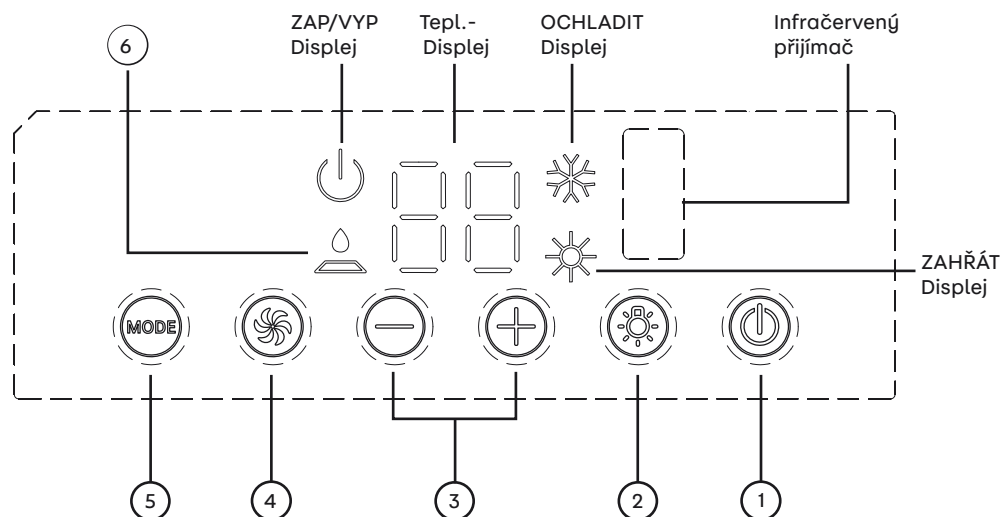 6
ZAP/VYP
Displej
Tepl.-
Displej
OCHLADIT
Displej
Infračervený
přijímač
ZAHŘÁT
Displej
MODE
5
4
3
2
1